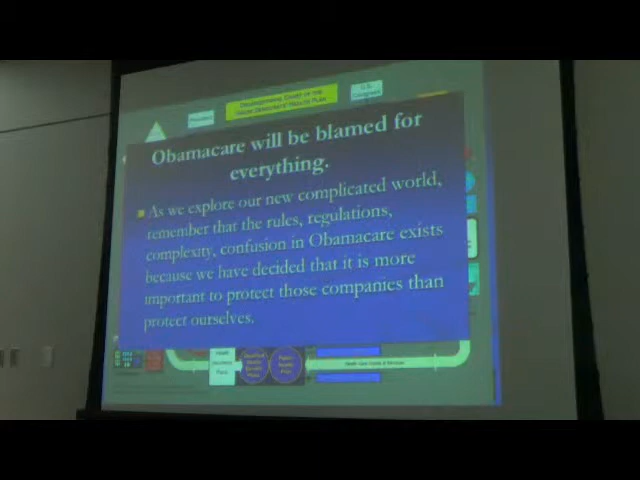 President
U.S.
Congress
Obamacare will be blamed for
everything.
As we explore our new complicated world,
remember that the rules, regulations,
complexity, confusion in Obamacare exists
because we have decided that it is more
important to protect those companies than
protect ourselves.